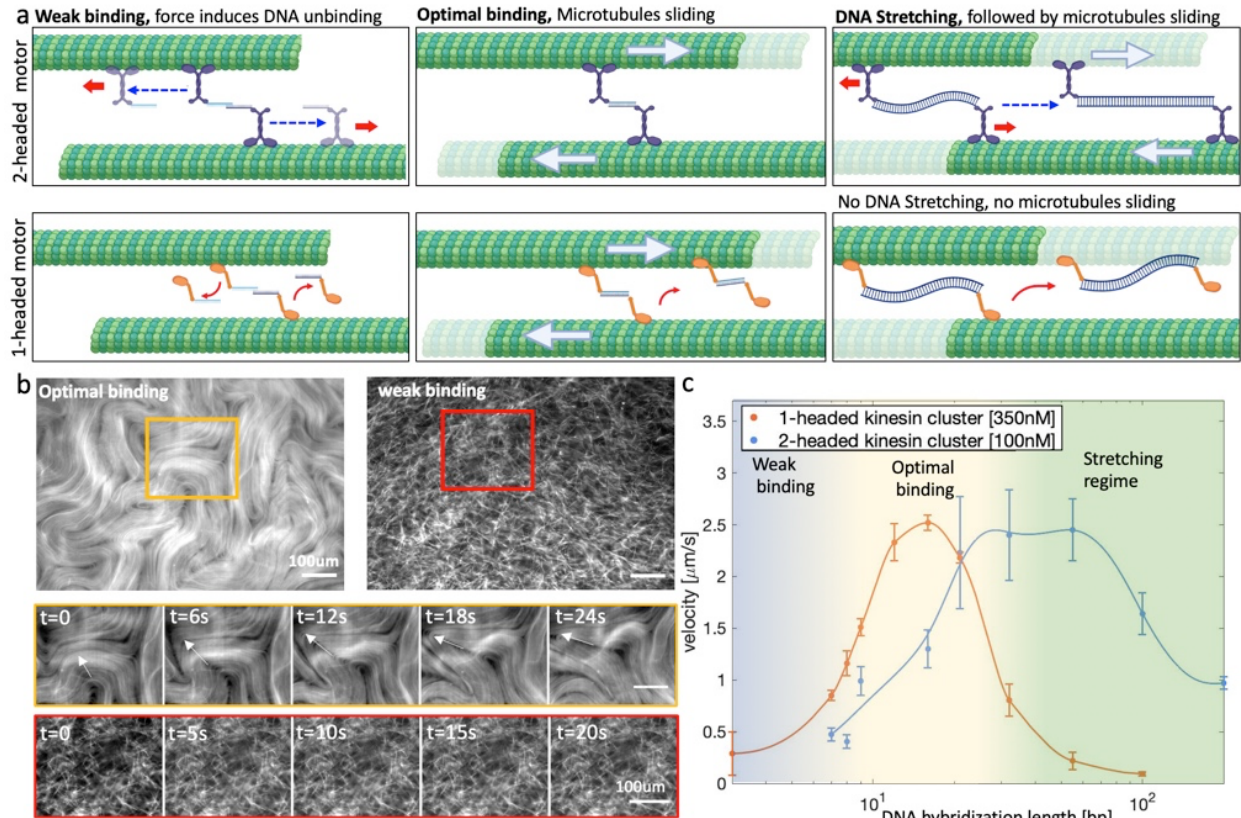 a
Weak binding, force induces DNA unbinding
Optimal binding, Microtubules sliding
DNA Stretching, followed by microtubules sliding
2-headed motor
No DNA Stretching, no microtubules sliding
1-headed motor
b
Optimal binding
100um
weak binding
t=0
t=6s
t=12s
t=18s
t=24s
t=0
t=5s
t=10s
t=15s
t=20s
100um
c
1-headed kinesin cluster [350nM]
2-headed kinesin cluster [100nM]
Weak
binding
Optimal
binding
Stretching
regime
velocity [μm/s]
3.5
3
2.5
2
1.5
1
0.5
0
10¹
10²
DNA hybridization length [bp]